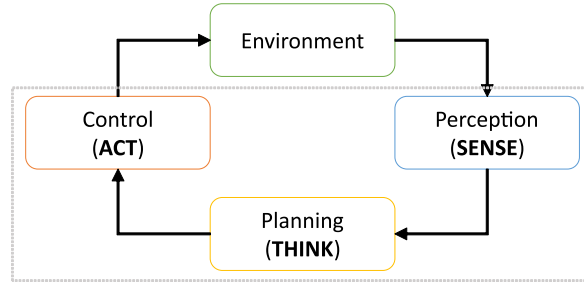 Environment
Control
(ACT)
Perception
(SENSE)
Planning
(THINK)